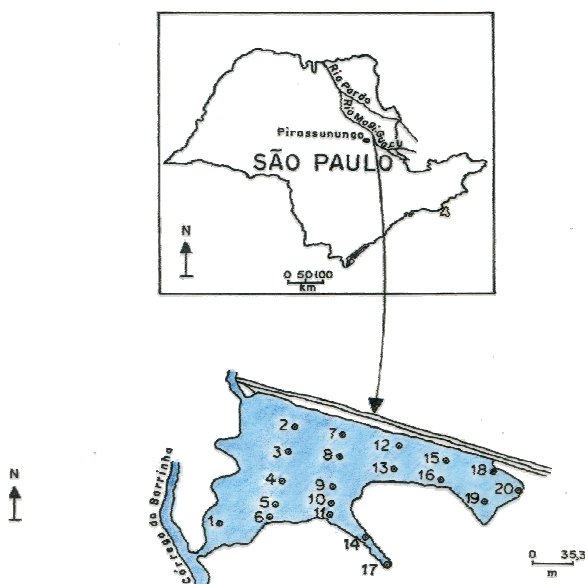 Rio Pardo
Rio Mogi Guaçu
Pirassununga
SÃO PAULO
N
0 50 100
km
N
Córrego da Barrinha
2
7
12
3
8
15
13
18
4
16
9
20
5
10
19
1
6
11
14
17
0 35,3
m